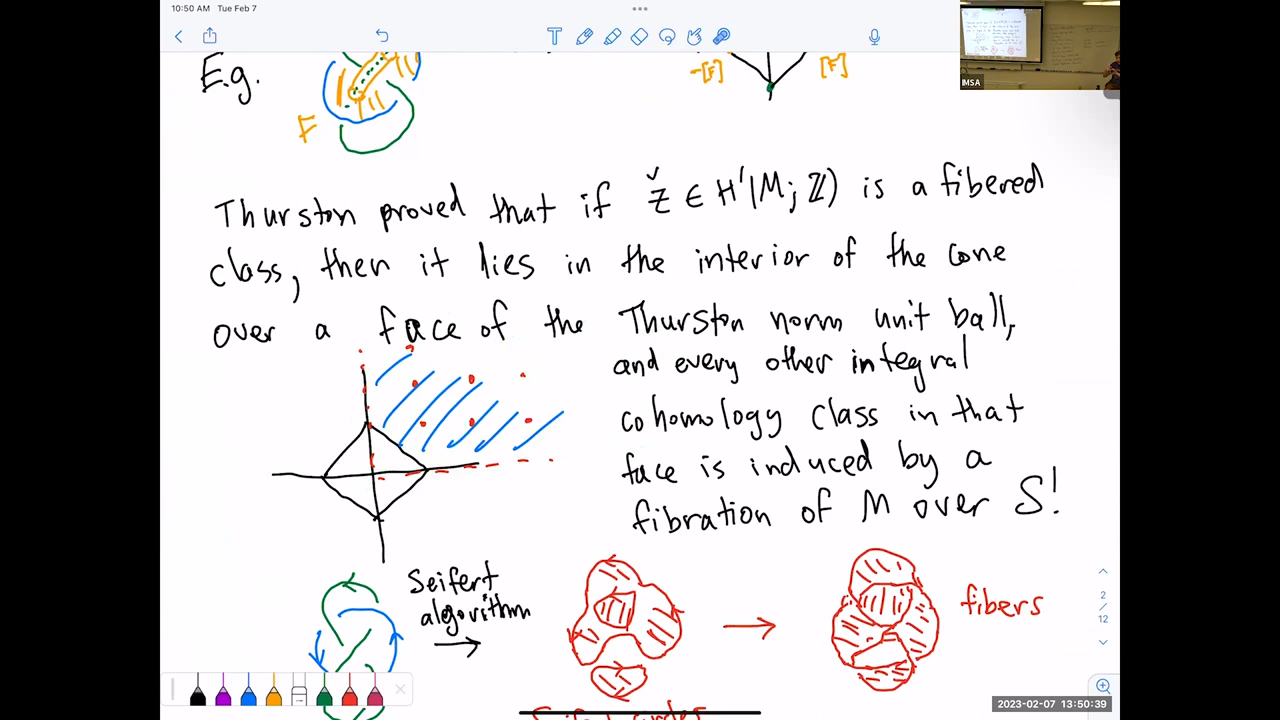 10:50 AM Tue Feb 7
E.g.
-[F]
[F]
F
IMSA
Thurston proved that if ž ∈ H¹(M; ℤ) is a fibered
class, then it lies in the interior of the cone
over a face of the Thurston norm unit ball,
and every other integral
cohomology class in that
face is induced by a
fibration of M over S¹!
Seifert
algorithm
fibers
2
/
12
2023-02-07 13:50:39